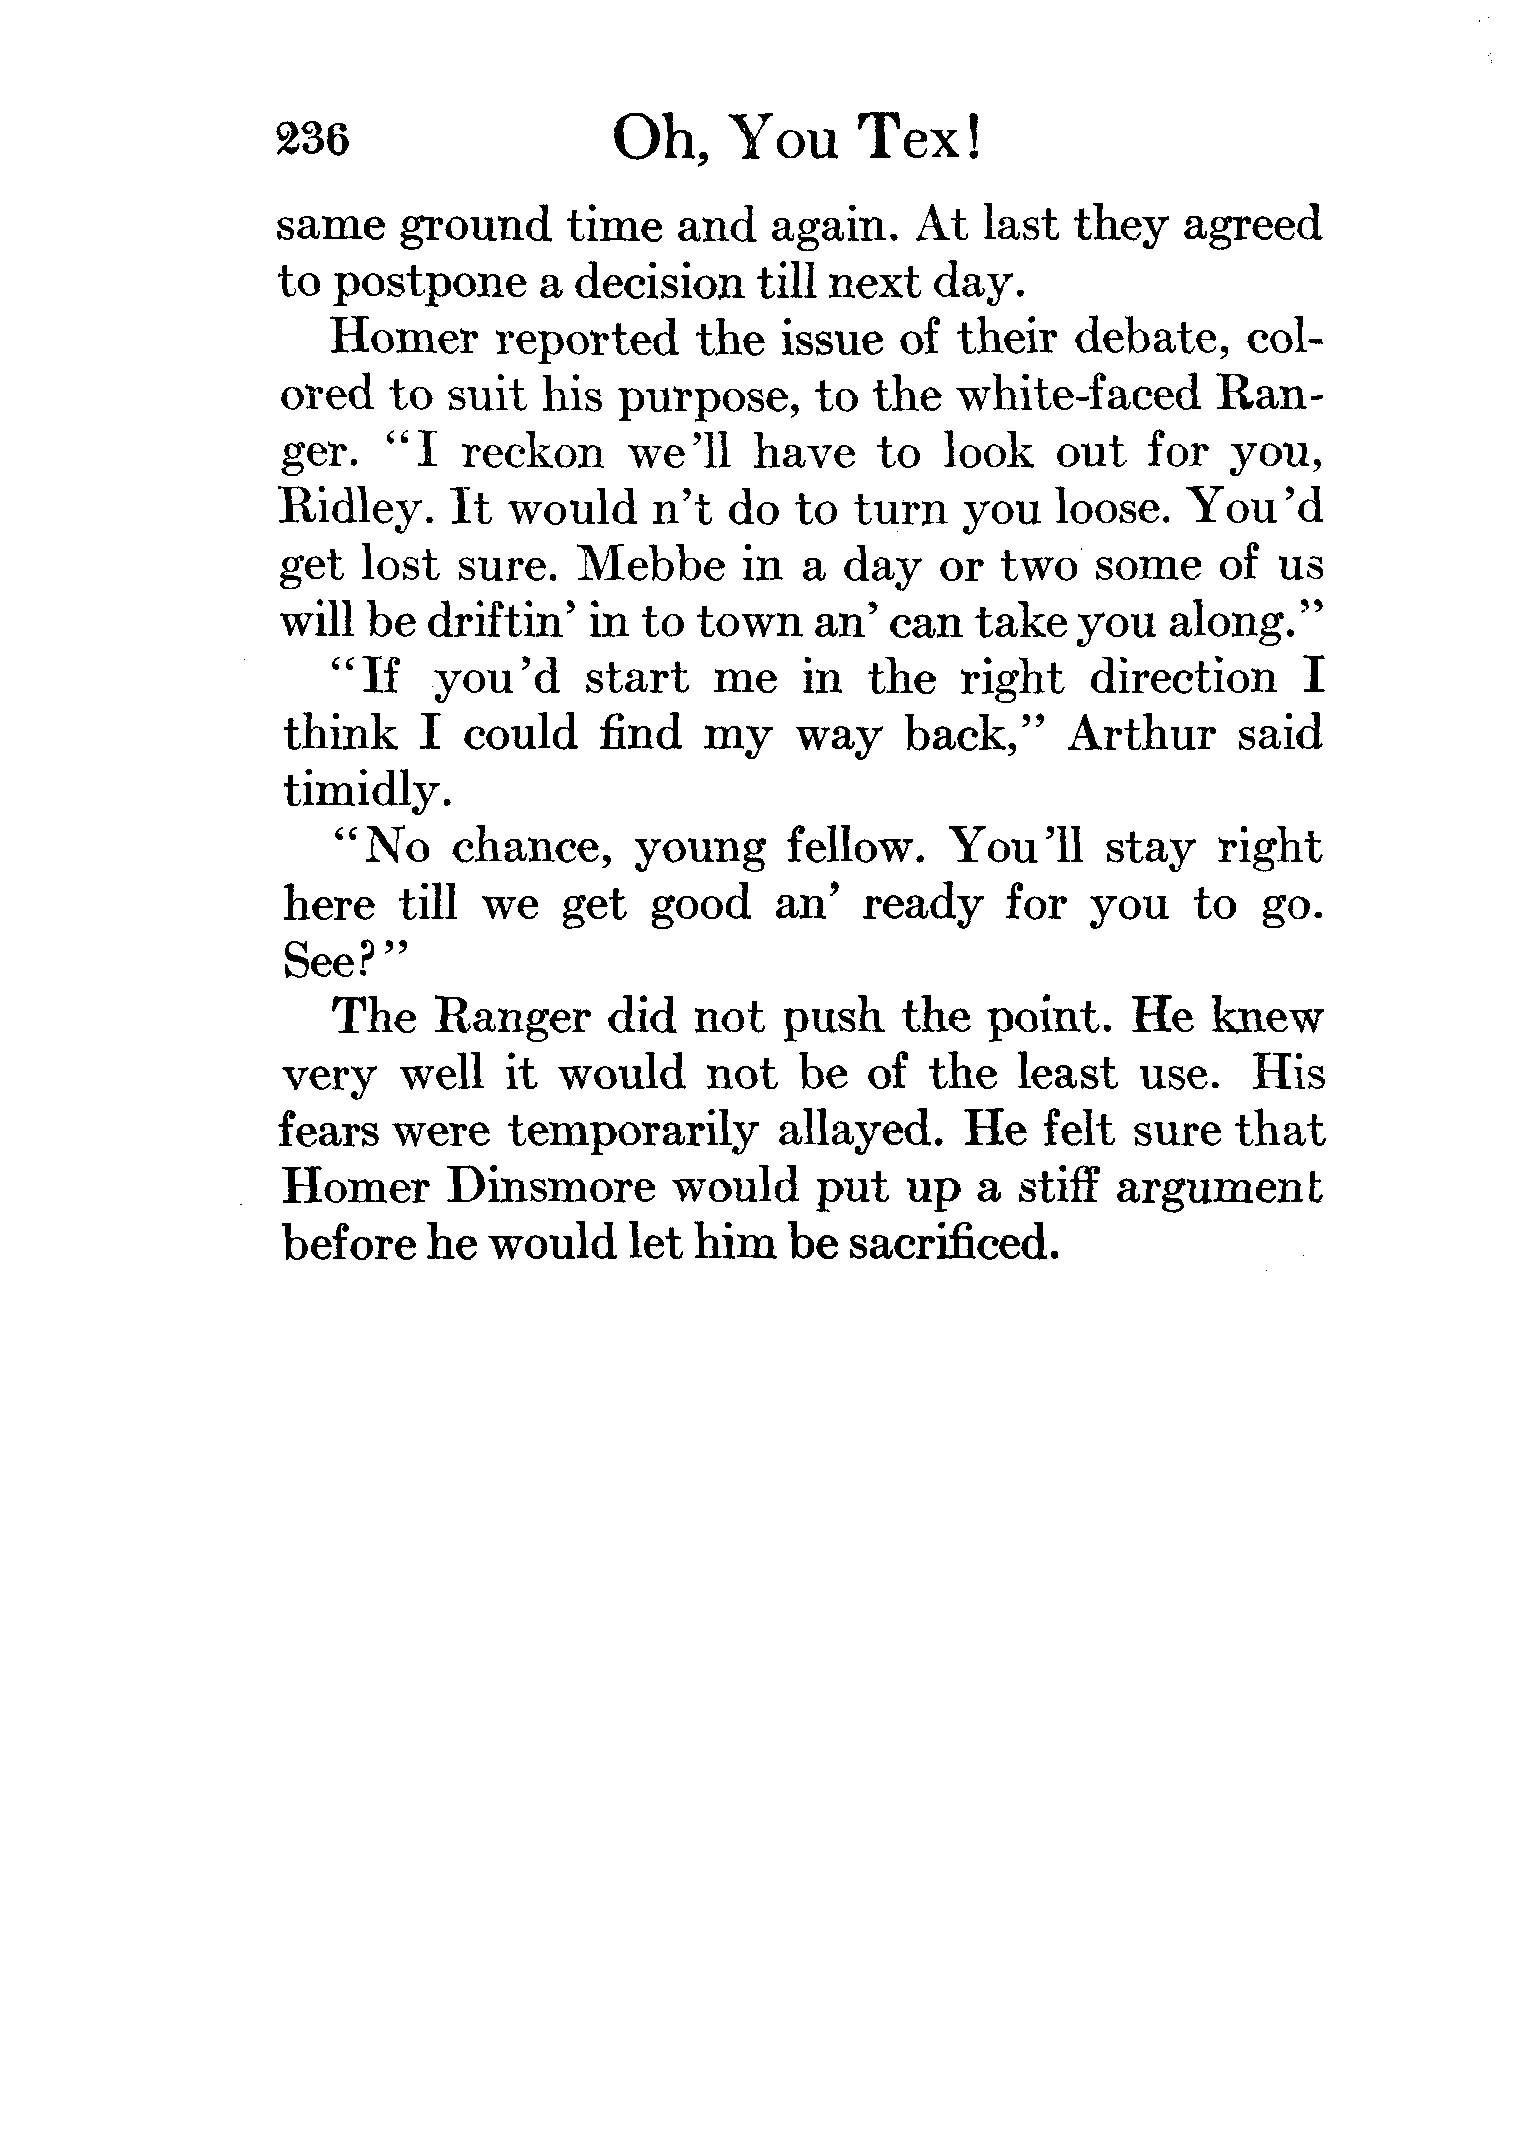 236 Oh, You Tex!
same ground time and again. At last they agreed
to postpone a decision till next day.
Homer reported the issue of their debate, col-
ored to suit his purpose, to the white-faced Ran-
ger. "I reckon we'll have to look out for you,
Ridley. It would n't do to turn you loose. You'd
get lost sure. Mebbe in a day or two some of us
will be driftin' in to town an' can take you along."
"If you'd start me in the right direction I
think I could find my way back," Arthur said
timidly.
"No chance, young fellow. You'll stay right
here till we get good an' ready for you to go.
See?"
The Ranger did not push the point. He knew
very well it would not be of the least use. His
fears were temporarily allayed. He felt sure that
Homer Dinsmore would put up a stiff argument
before he would let him be sacrificed.